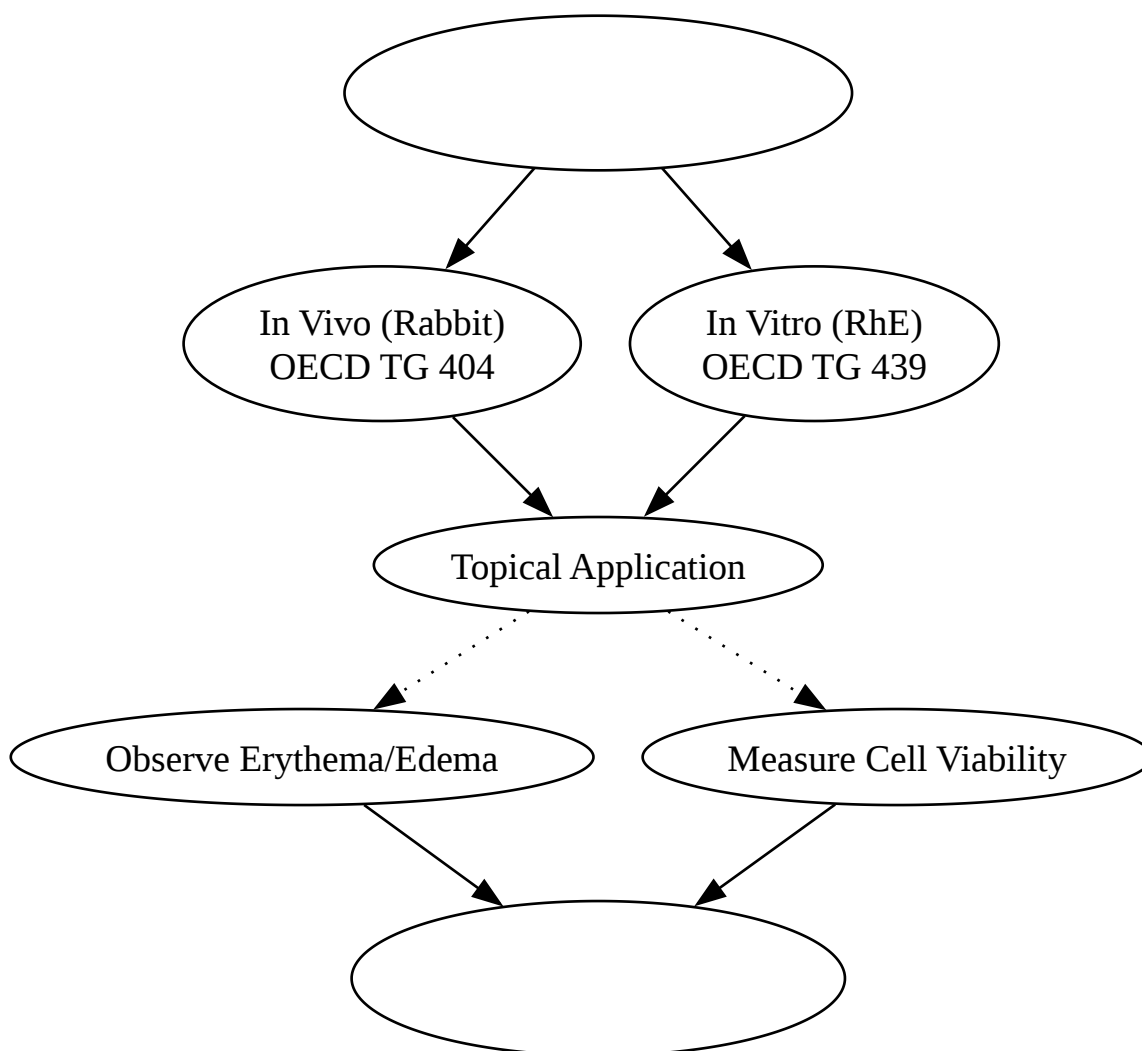 In Vivo (Rabbit)
OECD TG 404
In Vitro (RhE)
OECD TG 439
Topical Application
Observe Erythema/Edema
Measure Cell Viability